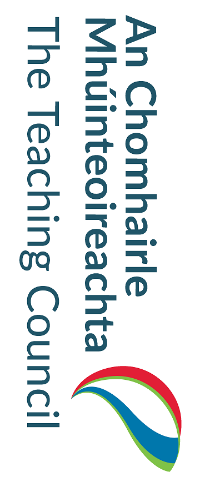 An Chomhairle
Mhúinteoireachta
The Teaching Council